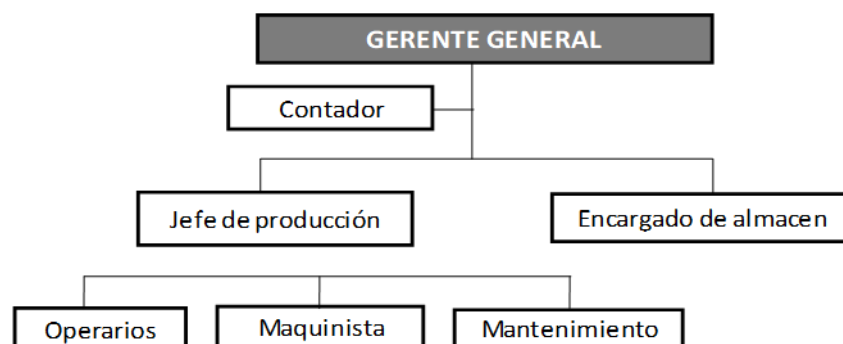 GERENTE GENERAL
Contador
Jefe de producción
Encargado de almacen
Operarios
Maquinista
Mantenimiento